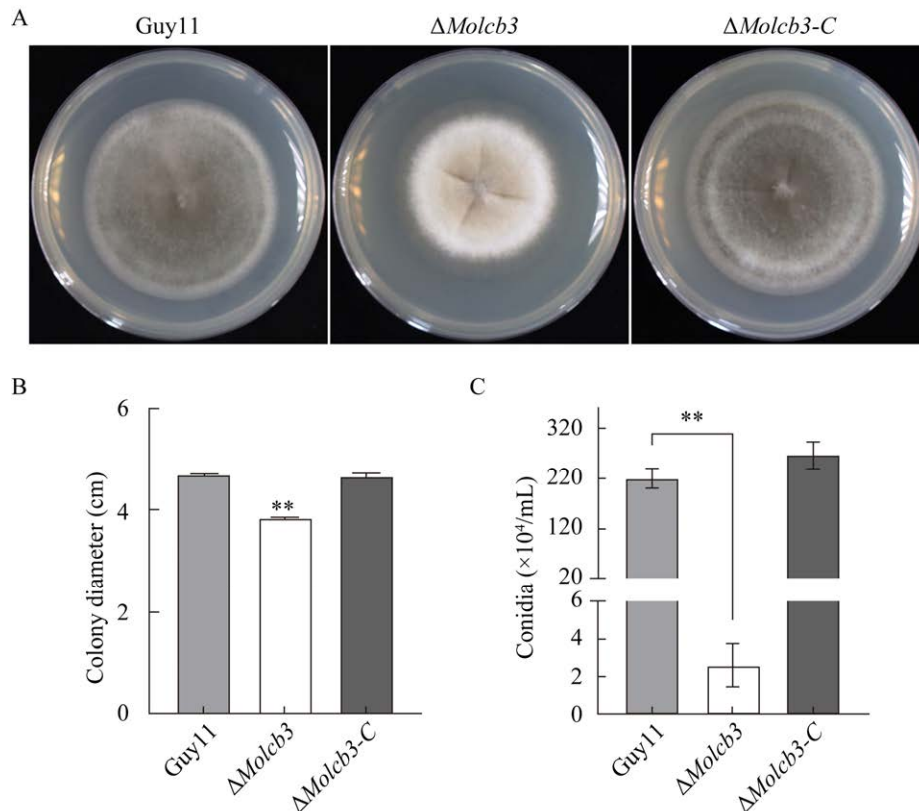 A
Guy11 ΔMolcb3 ΔMolcb3-C
B
6
4
2
0
Colony diameter (cm)
**
Guy11 ΔMolcb3 ΔMolcb3-C
C
320
220
120
20
6
4
2
0
Conidia (×10⁴/mL)
**
Guy11 ΔMolcb3 ΔMolcb3-C